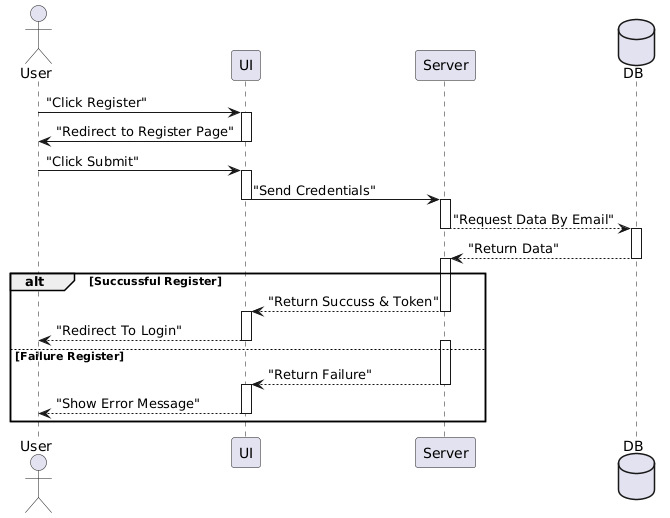 User
UI
Server
DB
"Click Register"
"Redirect to Register Page"
"Click Submit"
"Send Credentials"
"Request Data By Email"
"Return Data"
alt [Succussful Register]
"Return Succuss & Token"
"Redirect To Login"
[Failure Register]
"Return Failure"
"Show Error Message"
User
UI
Server
DB